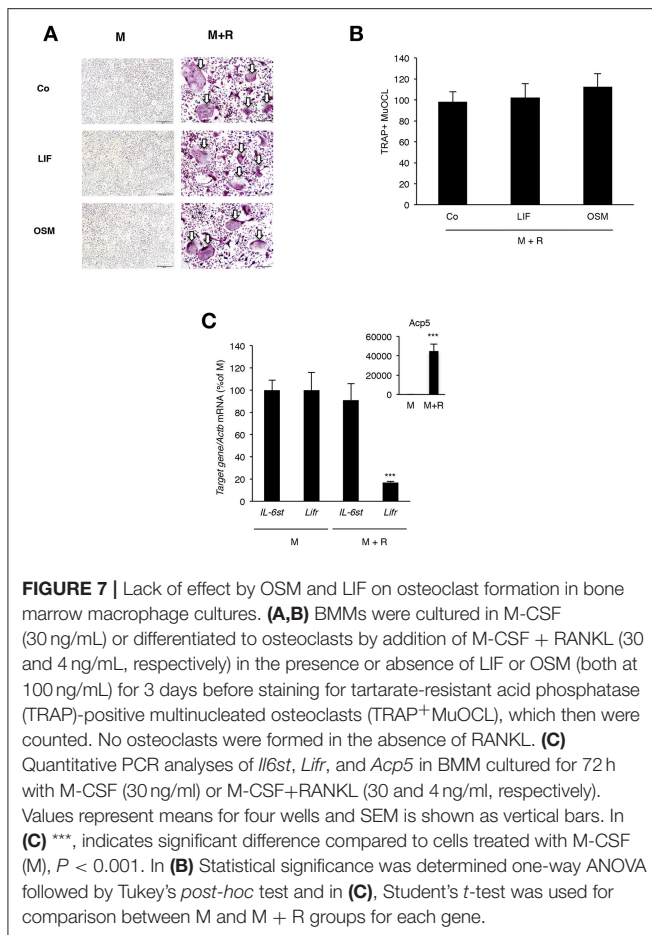 A
M
M+R
Co
LIF
OSM
B
TRAP+ MuOCL
140
120
100
80
60
40
20
0
Co
LIF
OSM
M + R
C
Target gene/Actb mRNA (%of M)
140
120
100
80
60
40
20
0
***
IL-6st
Lifr
IL-6st
Lifr
M
M + R
Acp5
60000
40000
20000
0
***
M
M+R
FIGURE 7 | Lack of effect by OSM and LIF on osteoclast formation in bone
marrow macrophage cultures. (A,B) BMMs were cultured in M-CSF
(30 ng/mL) or differentiated to osteoclasts by addition of M-CSF + RANKL (30
and 4 ng/mL, respectively) in the presence or absence of LIF or OSM (both at
100 ng/mL) for 3 days before staining for tartarate-resistant acid phosphatase
(TRAP)-positive multinucleated osteoclasts (TRAP+MuOCL), which then were
counted. No osteoclasts were formed in the absence of RANKL. (C)
Quantitative PCR analyses of Il6st, Lifr, and Acp5 in BMM cultured for 72 h
with M-CSF (30 ng/ml) or M-CSF+RANKL (30 and 4 ng/ml, respectively).
Values represent means for four wells and SEM is shown as vertical bars. In
(C) ***, indicates significant difference compared to cells treated with M-CSF
(M), P < 0.001. In (B) Statistical significance was determined one-way ANOVA
followed by Tukey's post-hoc test and in (C), Student's t-test was used for
comparison between M and M + R groups for each gene.